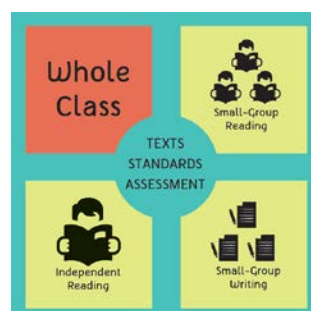 Whole
Class
Small-Group
Reading
TEXTS
STANDARDS
ASSESSMENT
Independent
Reading
Small-Group
Writing